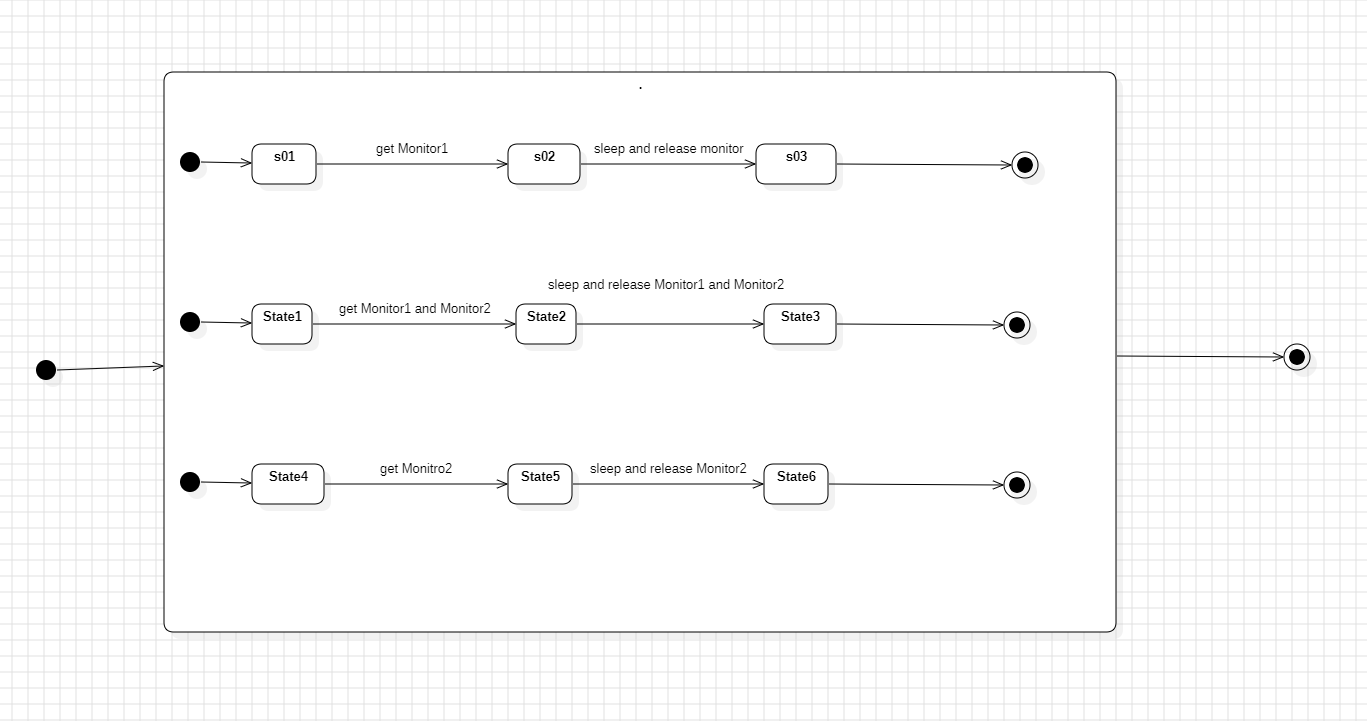 .
s01
get Monitor1
s02
sleep and release monitor
s03
sleep and release Monitor1 and Monitor2
State1
get Monitor1 and Monitor2
State2
State3
State4
get Monitro2
State5
sleep and release Monitor2
State6